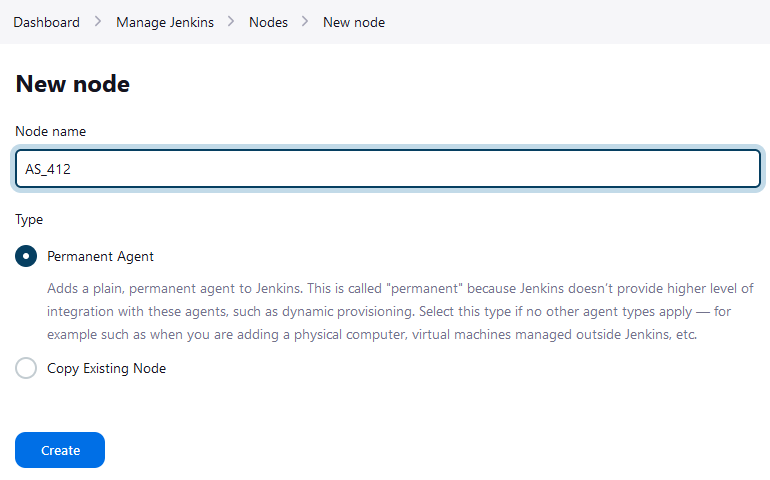 Dashboard > Manage Jenkins > Nodes > New node
New node
Node name
AS_412
Type
Permanent Agent
Adds a plain, permanent agent to Jenkins. This is called "permanent" because Jenkins doesn't provide higher level of
integration with these agents, such as dynamic provisioning. Select this type if no other agent types apply — for
example such as when you are adding a physical computer, virtual machines managed outside Jenkins, etc.
Copy Existing Node
Create